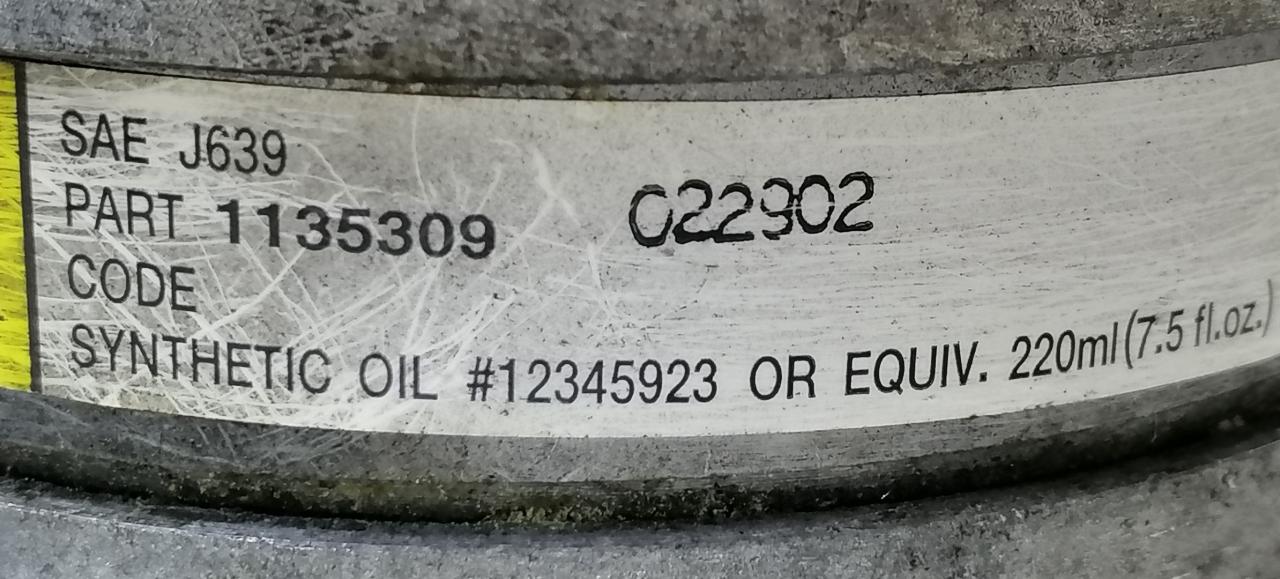 SAE J639
PART 1135309 022902
CODE
SYNTHETIC OIL #12345923 OR EQUIV. 220ml (7.5 fl.oz.)